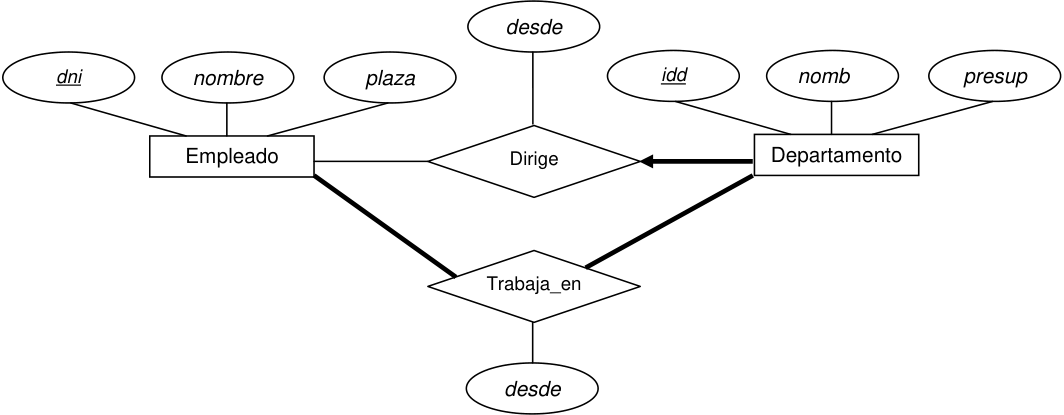 desde
dni
nombre
plaza
idd
nomb
presup
Empleado
Dirige
Departamento
Trabaja_en
desde